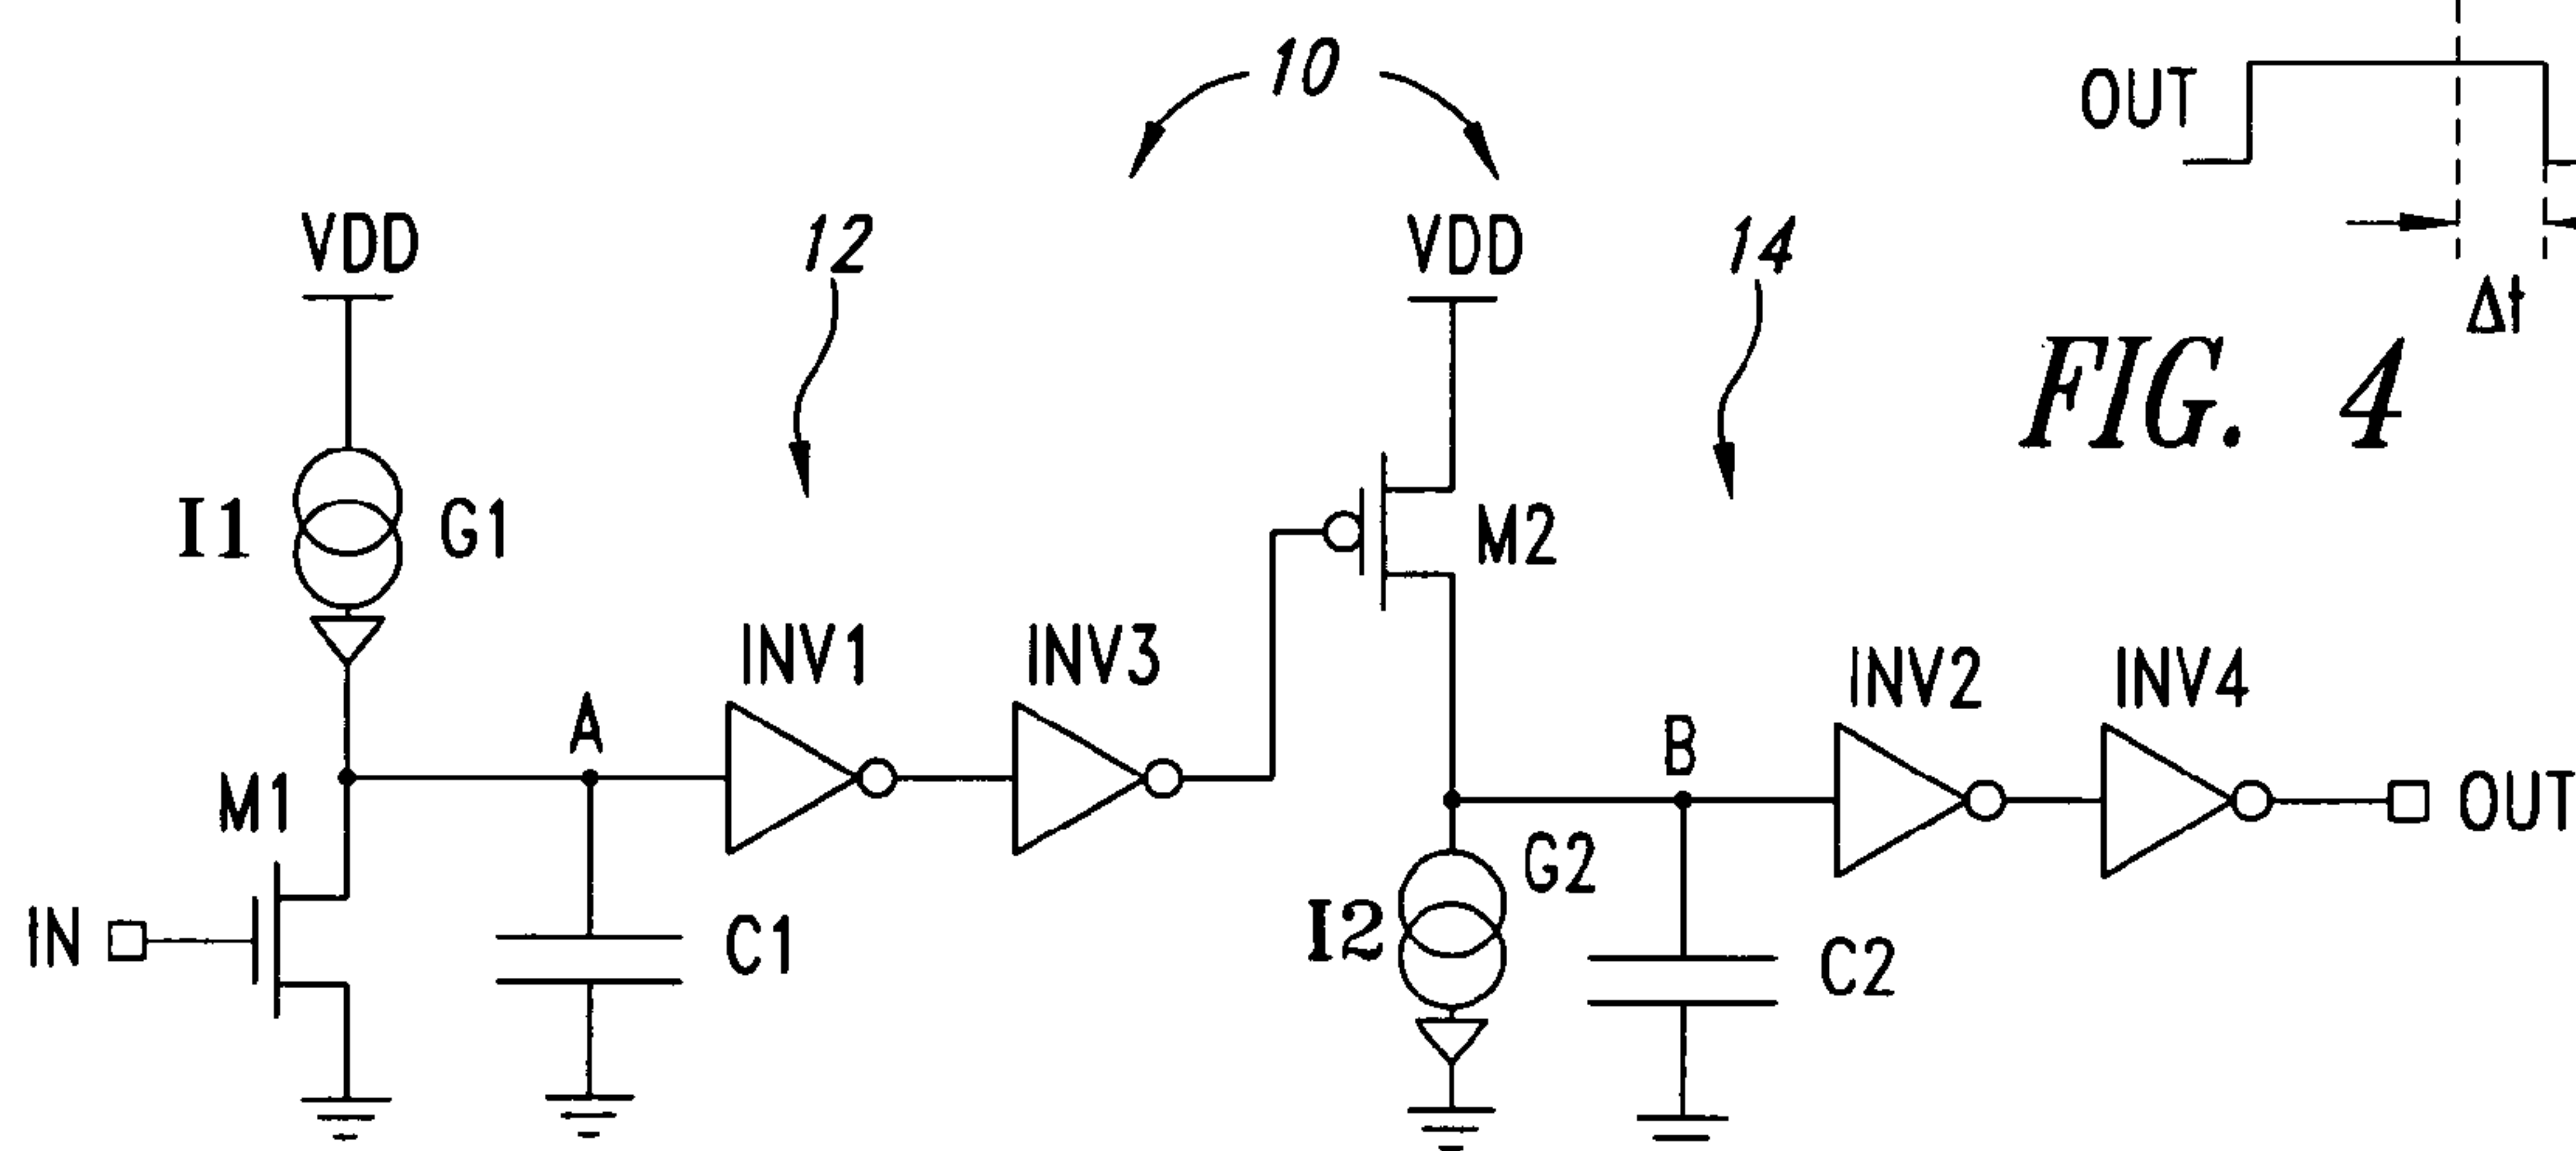 10
OUT
VDD
12
VDD
14
Δt
FIG. 4
I1
G1
M2
INV1
INV3
INV2
INV4
A
B
M1
G2
OUT
IN
C1
I2
C2